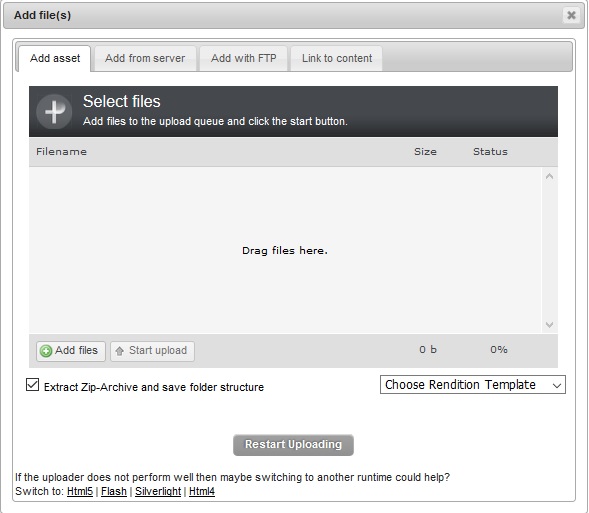 Add file(s)
Add asset Add from server Add with FTP Link to content
Select files
Add files to the upload queue and click the start button.
Filename Size Status
Drag files here.
Add files Start upload 0 b 0%
Extract Zip-Archive and save folder structure Choose Rendition Template
Restart Uploading
If the uploader does not perform well then maybe switching to another runtime could help?
Switch to: Html5 | Flash | Silverlight | Html4